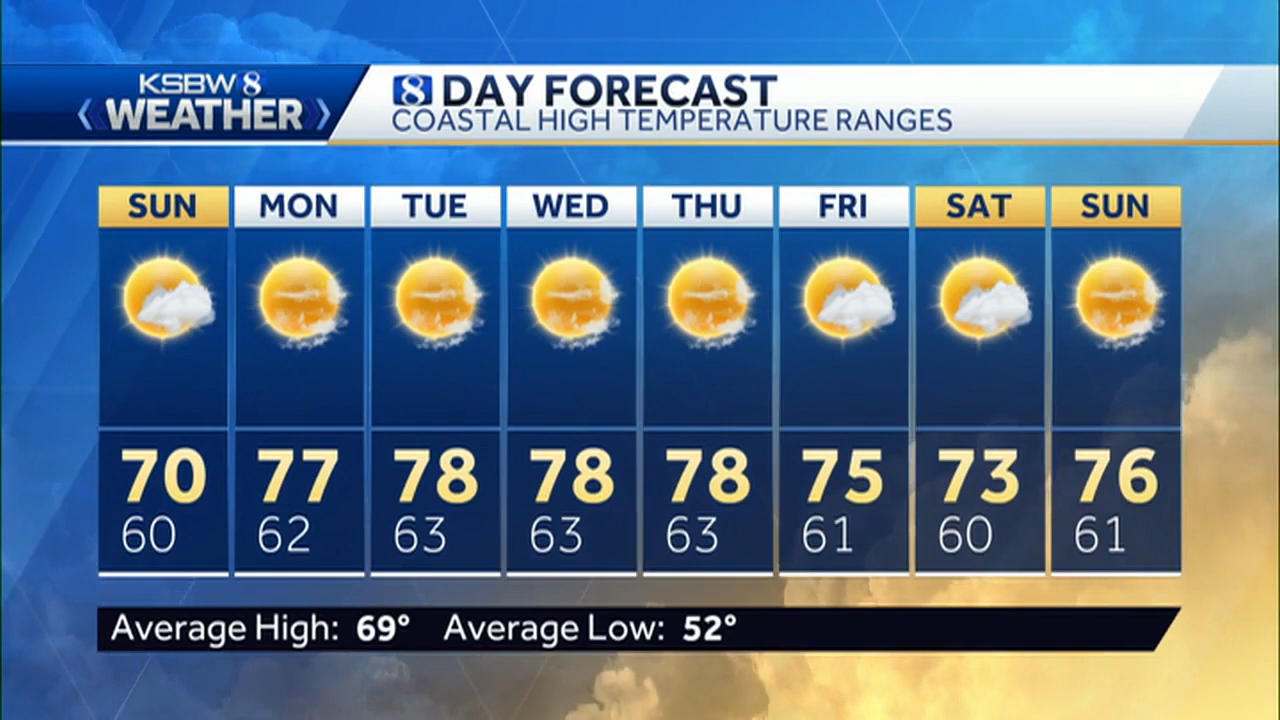 KSBW 8
WEATHER
8 DAY FORECAST
COASTAL HIGH TEMPERATURE RANGES
SUN MON TUE WED THU FRI SAT SUN
70 77 78 78 78 75 73 76
60 62 63 63 63 61 60 61
Average High: 69° Average Low: 52°